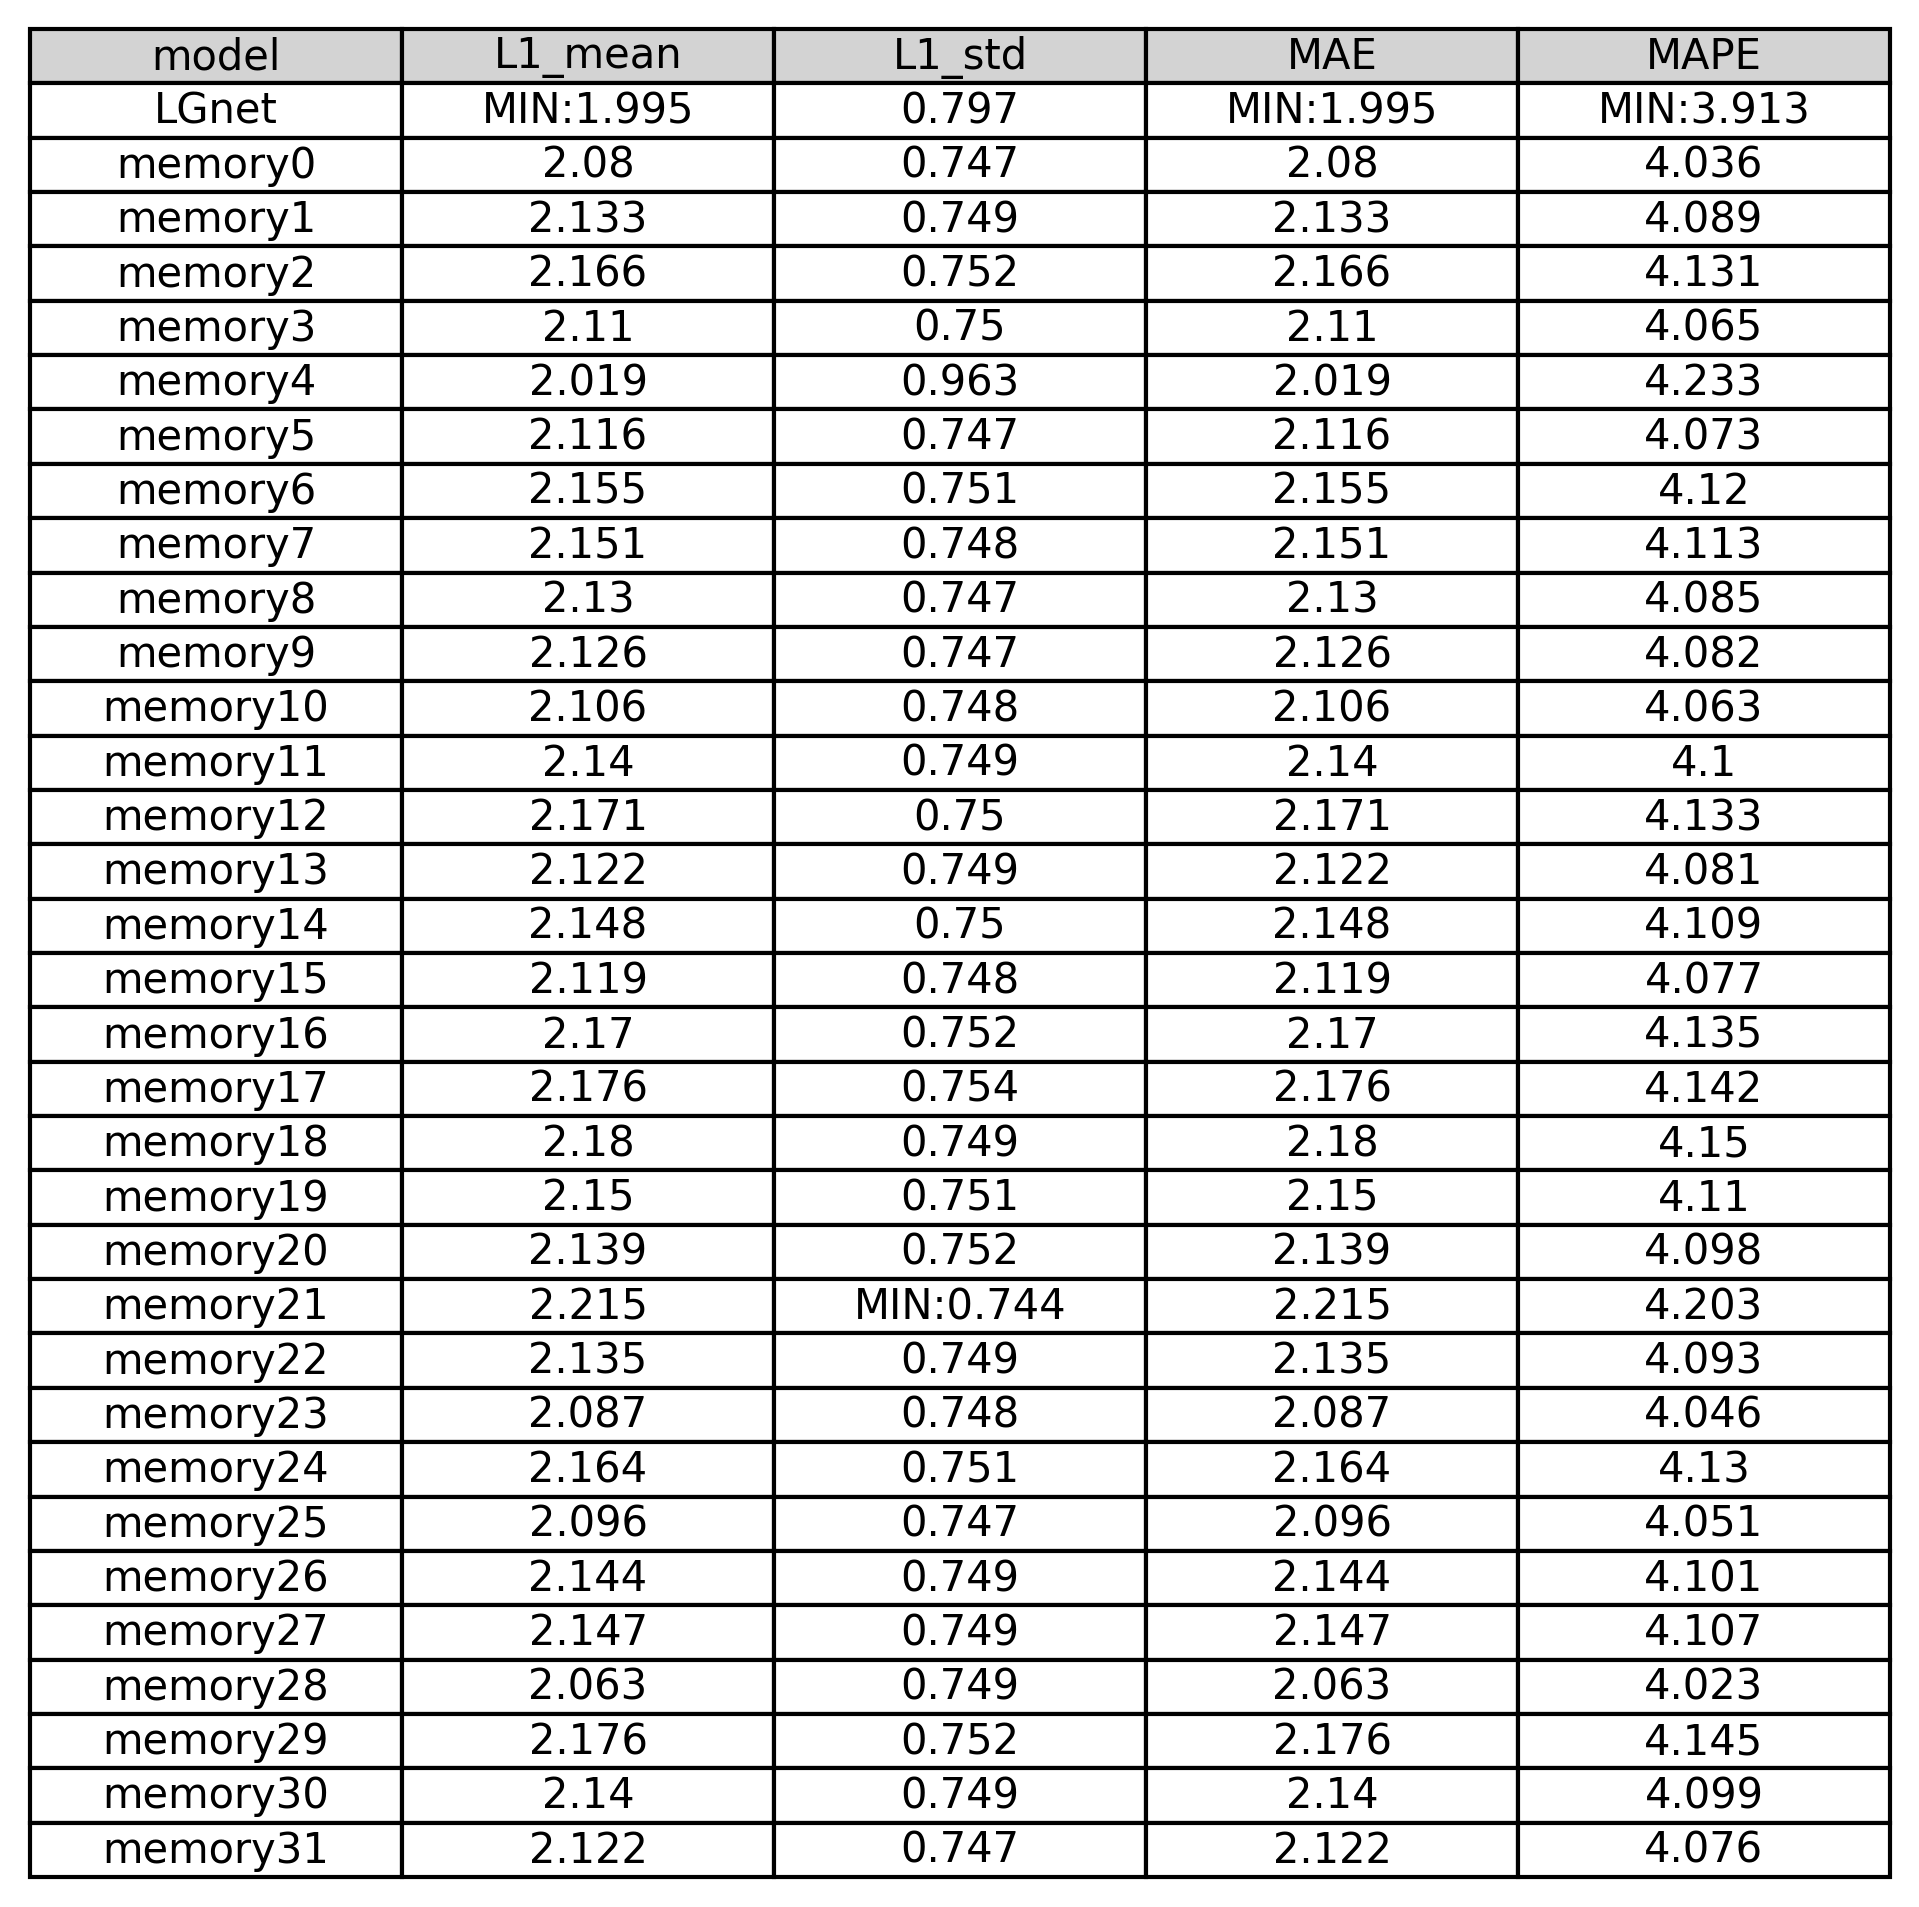 model L1_mean L1_std MAE MAPE
LGnet MIN:1.995 0.797 MIN:1.995 MIN:3.913
memory0 2.08 0.747 2.08 4.036
memory1 2.133 0.749 2.133 4.089
memory2 2.166 0.752 2.166 4.131
memory3 2.11 0.75 2.11 4.065
memory4 2.019 0.963 2.019 4.233
memory5 2.116 0.747 2.116 4.073
memory6 2.155 0.751 2.155 4.12
memory7 2.151 0.748 2.151 4.113
memory8 2.13 0.747 2.13 4.085
memory9 2.126 0.747 2.126 4.082
memory10 2.106 0.748 2.106 4.063
memory11 2.14 0.749 2.14 4.1
memory12 2.171 0.75 2.171 4.133
memory13 2.122 0.749 2.122 4.081
memory14 2.148 0.75 2.148 4.109
memory15 2.119 0.748 2.119 4.077
memory16 2.17 0.752 2.17 4.135
memory17 2.176 0.754 2.176 4.142
memory18 2.18 0.749 2.18 4.15
memory19 2.15 0.751 2.15 4.11
memory20 2.139 0.752 2.139 4.098
memory21 2.215 MIN:0.744 2.215 4.203
memory22 2.135 0.749 2.135 4.093
memory23 2.087 0.748 2.087 4.046
memory24 2.164 0.751 2.164 4.13
memory25 2.096 0.747 2.096 4.051
memory26 2.144 0.749 2.144 4.101
memory27 2.147 0.749 2.147 4.107
memory28 2.063 0.749 2.063 4.023
memory29 2.176 0.752 2.176 4.145
memory30 2.14 0.749 2.14 4.099
memory31 2.122 0.747 2.122 4.076